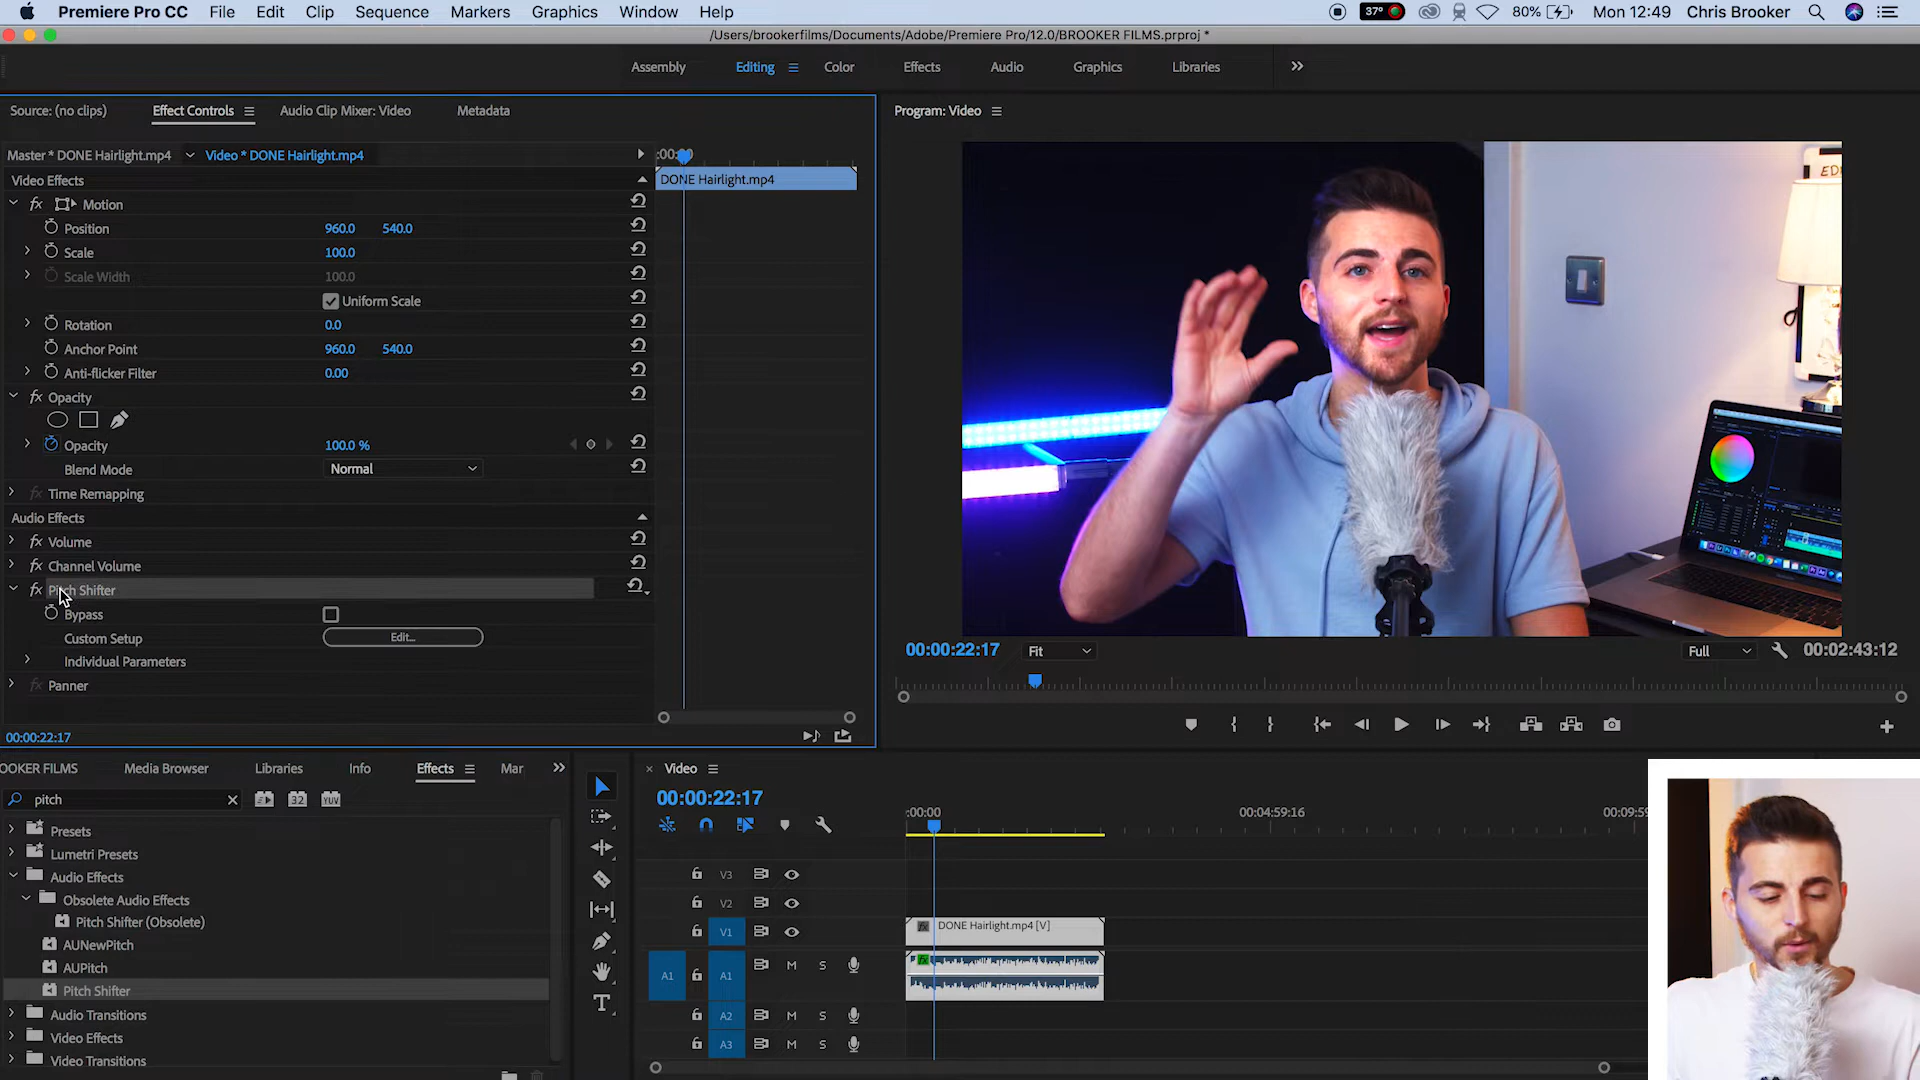 Premiere Pro CC File Edit Clip Sequence Markers Graphics Window Help 37° 80% Mon 12:49 Chris Brooker
/Users/brookerfilms/Documents/Adobe/Premiere Pro/12.0/BROOKER FILMS.prproj *
Assembly Editing Color Effects Audio Graphics Libraries
Source: (no clips) Effect Controls Audio Clip Mixer: Video Metadata
Master * DONE Hairlight.mp4 Video * DONE Hairlight.mp4
Video Effects
Motion
Position 960.0 540.0
Scale 100.0
Scale Width 100.0
Uniform Scale
Rotation 0.0
Anchor Point 960.0 540.0
Anti-flicker Filter 0.00
Opacity
Opacity 100.0 %
Blend Mode Normal
Time Remapping
Audio Effects
Volume
Channel Volume
Pitch Shifter
Bypass
Custom Setup Edit...
Individual Parameters
Panner
00:00:22:17
DONE Hairlight.mp4
Program: Video
00:00:22:17 Fit Full 00:02:43:12
OOKER FILMS Media Browser Libraries Info Effects Mar
pitch 32 YUV
Presets
Lumetri Presets
Audio Effects
Obsolete Audio Effects
Pitch Shifter (Obsolete)
AUNewPitch
AUPitch
Pitch Shifter
Audio Transitions
Video Effects
Video Transitions
Video
00:00:22:17 :00:00 00:04:59:16 00:09:59
V3
V2
V1 DONE Hairlight.mp4 [V]
A1 A1 M S
A2 M S
A3 M S